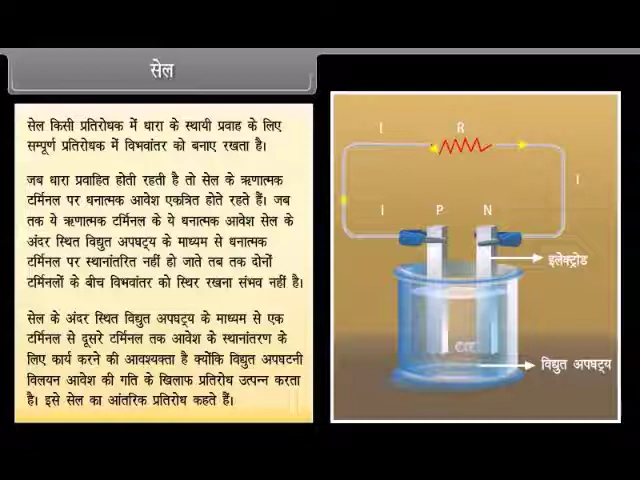 सेल
सेल किसी प्रतिरोधक में धारा के स्थायी प्रवाह के लिए
सम्पूर्ण प्रतिरोधक में विभवांतर को बनाए रखता है।
जब धारा प्रवाहित होती रहती है तो सेल के ऋणात्मक
टर्मिनल पर धनात्मक आवेश एकत्रित होते रहते हैं। जब
तक ये ऋणात्मक टर्मिनल के ये धनात्मक आवेश सेल के
अंदर स्थित विद्युत अपघट्य के माध्यम से धनात्मक
टर्मिनल पर स्थानांतरित नहीं हो जाते तब तक दोनों
टर्मिनलों के बीच विभवांतर को स्थिर रखना संभव नहीं है।
सेल के अंदर स्थित विद्युत अपघट्य के माध्यम से एक
टर्मिनल से दूसरे टर्मिनल तक आवेश के स्थानांतरण के
लिए कार्य करने की आवश्यकता है क्योंकि विद्युत अपघटनी
विलयन आवेश की गति के खिलाफ प्रतिरोध उत्पन्न करता
है। इसे सेल का आंतरिक प्रतिरोध कहते हैं।
I R
I
I P N
इलेक्ट्रोड
विद्युत अपघट्य